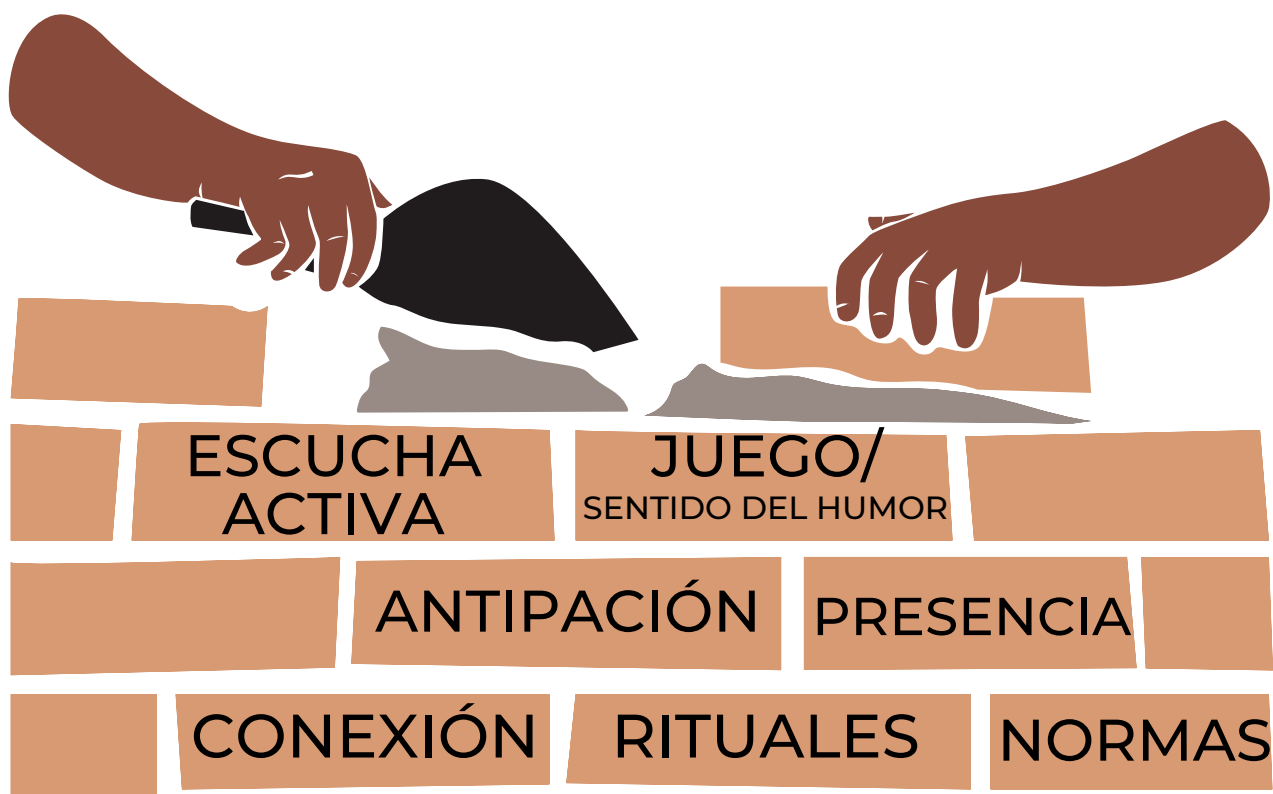 ESCUCHA
ACTIVA
JUEGO/
SENTIDO DEL HUMOR
ANTIPACIÓN
PRESENCIA
CONEXIÓN
RITUALES
NORMAS